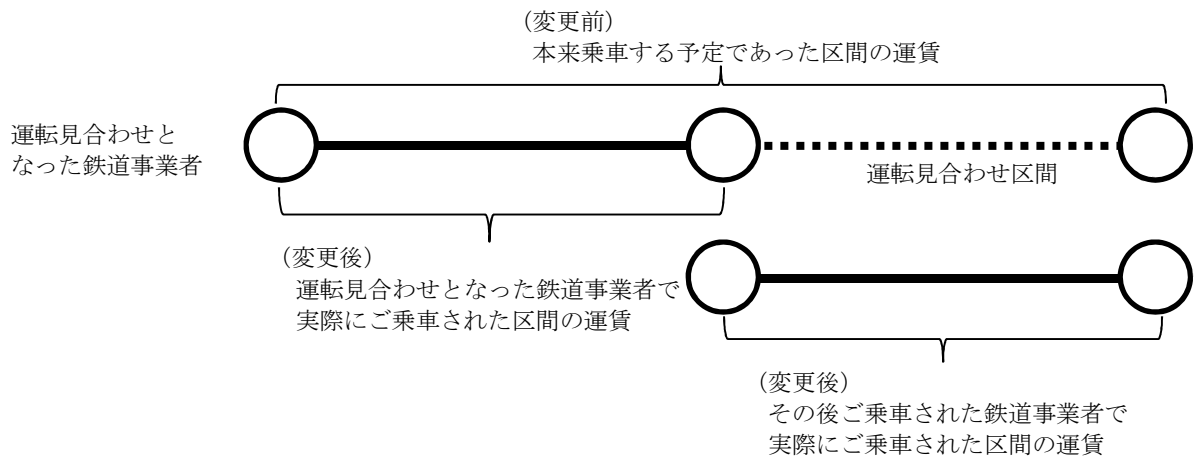 （変更前）
本来乗車する予定であった区間の運賃
運転見合わせと
なった鉄道事業者
運転見合わせ区間
（変更後）
運転見合わせとなった鉄道事業者で
実際にご乗車された区間の運賃
（変更後）
その後ご乗車された鉄道事業者で
実際にご乗車された区間の運賃